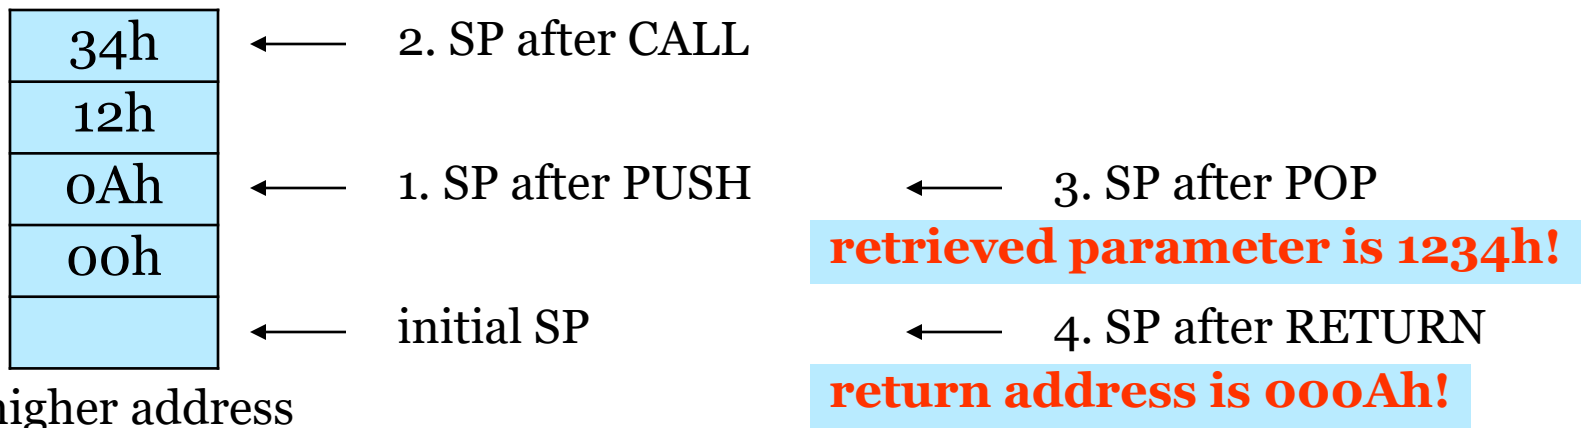 34h 2. SP after CALL
12h
0Ah 1. SP after PUSH 3. SP after POP
00h retrieved parameter is 1234h!
initial SP 4. SP after RETURN
return address is 000Ah!
higher address